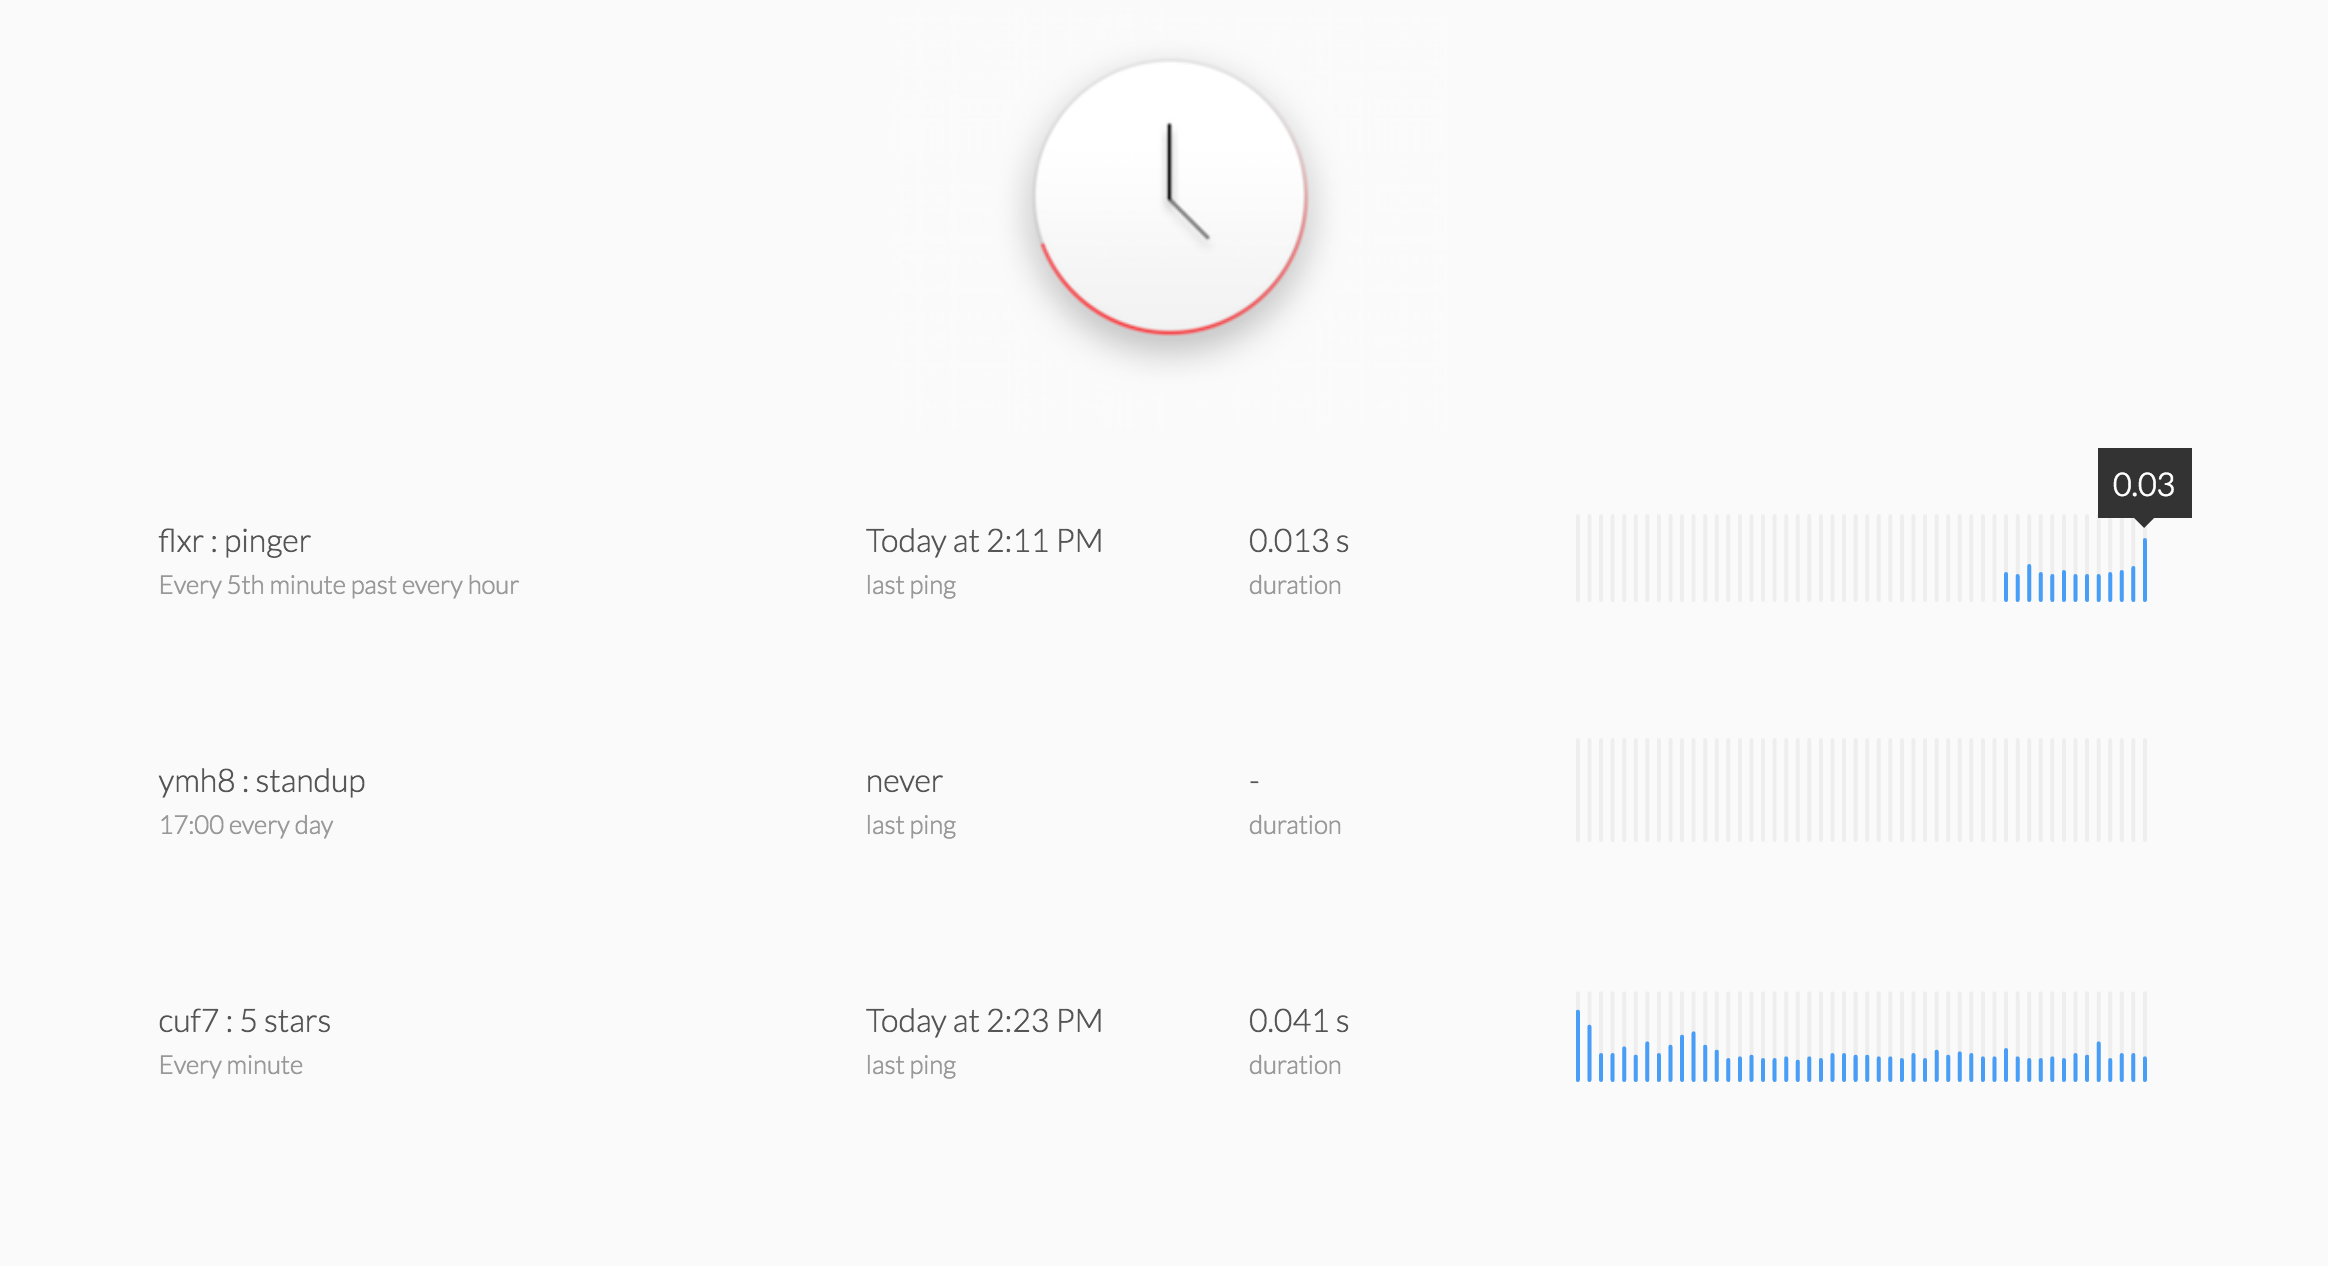 0.03
flxr : pinger
Today at 2:11 PM
0.013 s
Every 5th minute past every hour
last ping
duration
ymh8 : standup
never
-
17:00 every day
last ping
duration
cuf7 : 5 stars
Today at 2:23 PM
0.041 s
Every minute
last ping
duration